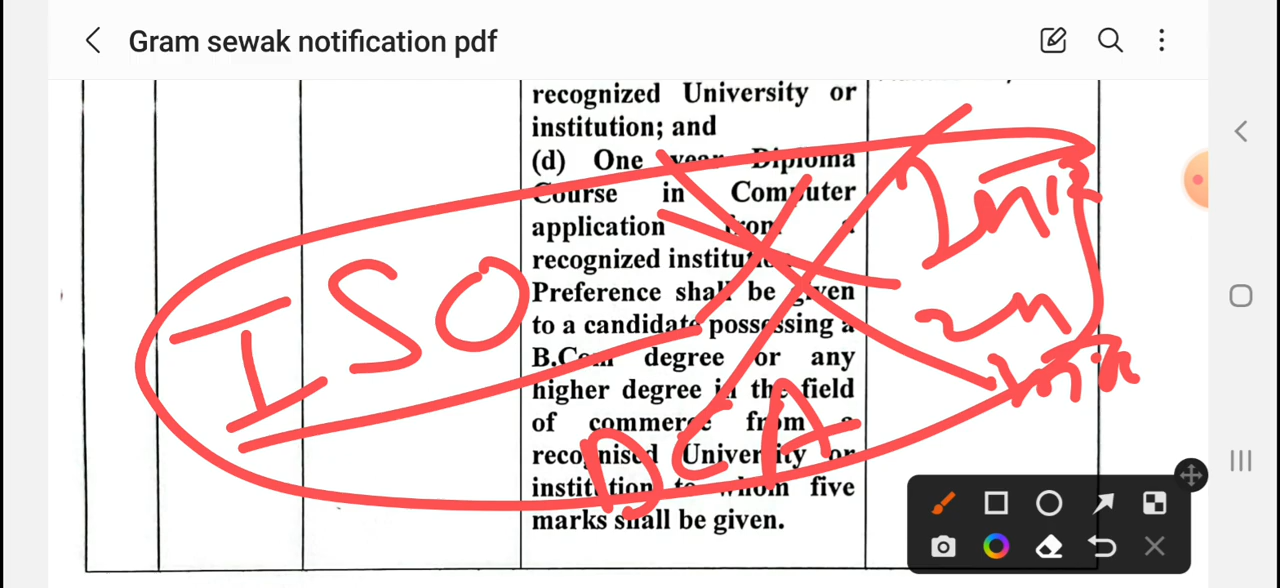 Gram sewak notification pdf
recognized University or
institution; and
(d) One year Diploma
Course in Computer
application from a
recognized institution.
Preference shall be given
to a candidate possessing a
B.Com degree or any
higher degree in the field
of commerce from a
recognised University or
institution to whom five
marks shall be given.
ISO
DCA